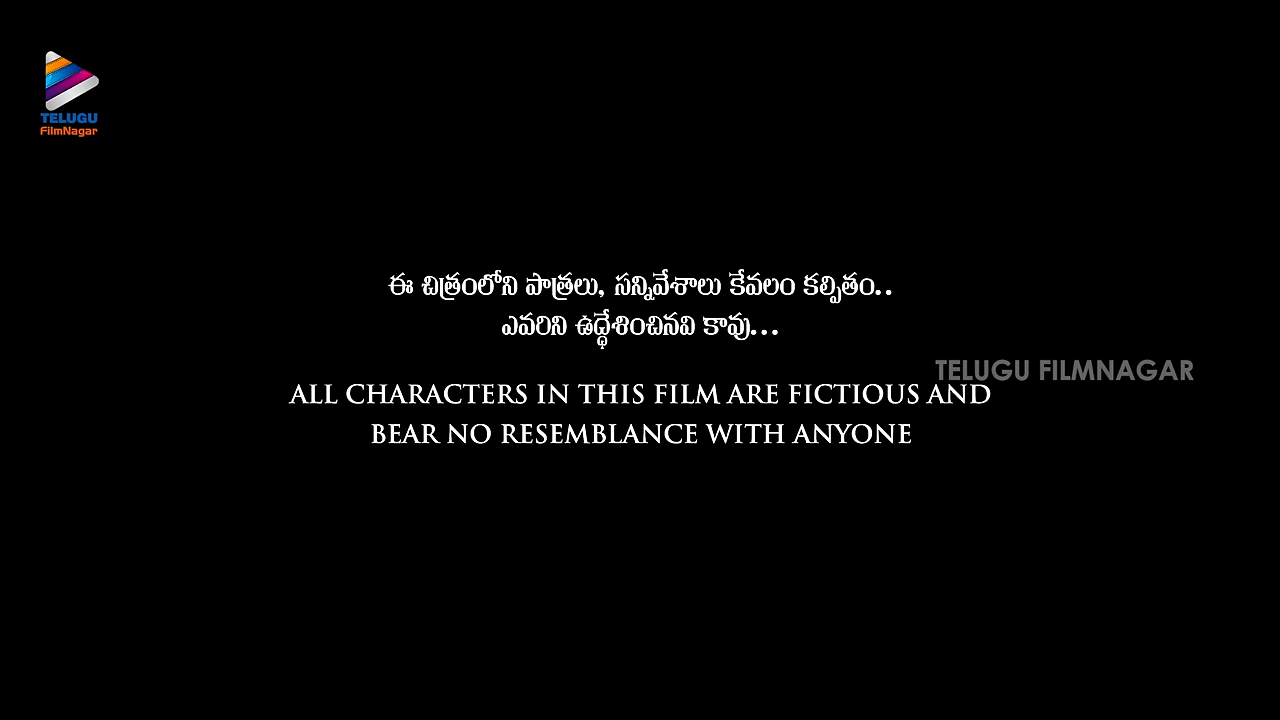 TELUGU
FilmNagar
ఈ చిత్రంలోని పాత్రలు, సన్నివేశాలు కేవలం కల్పితం..
ఎవరిని ఉద్ధేశించినవి కావు...
TELUGU FILMNAGAR
ALL CHARACTERS IN THIS FILM ARE FICTIOUS AND
BEAR NO RESEMBLANCE WITH ANYONE